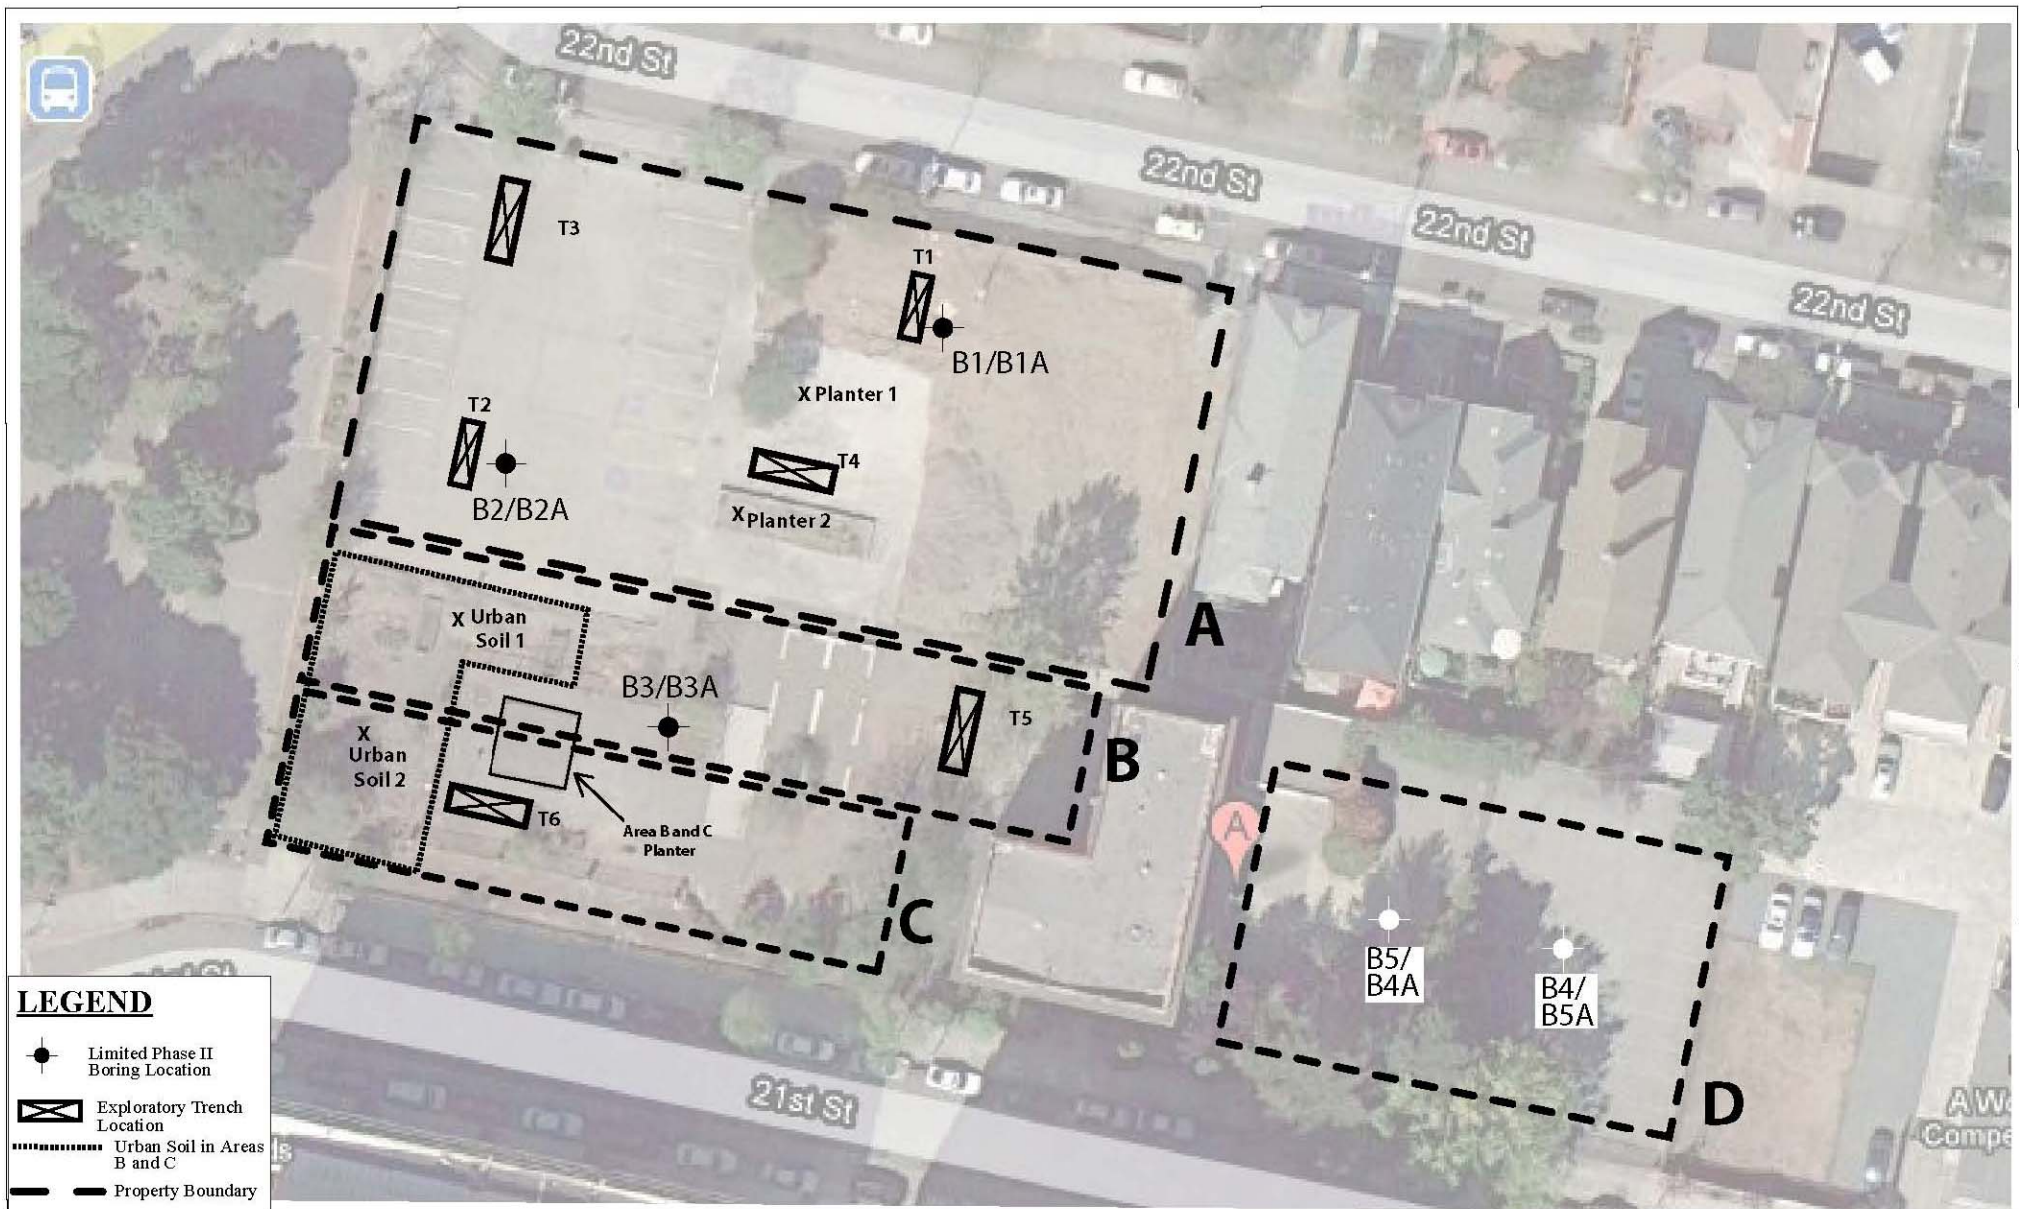 22nd St
22nd St
22nd St
22nd St
T3
T1
B1/B1A
X Planter 1
T2
T4
B2/B2A
X Planter 2
A
X Urban
Soil 1
B3/B3A
T5
B
X
Urban
Soil 2
T6
Area B and C
Planter
A
C
B5/
B4A
B4/
B5A
D
21st St
LEGEND
Limited Phase II
Boring Location
Exploratory Trench
Location
Urban Soil in Areas
B and C
Property Boundary